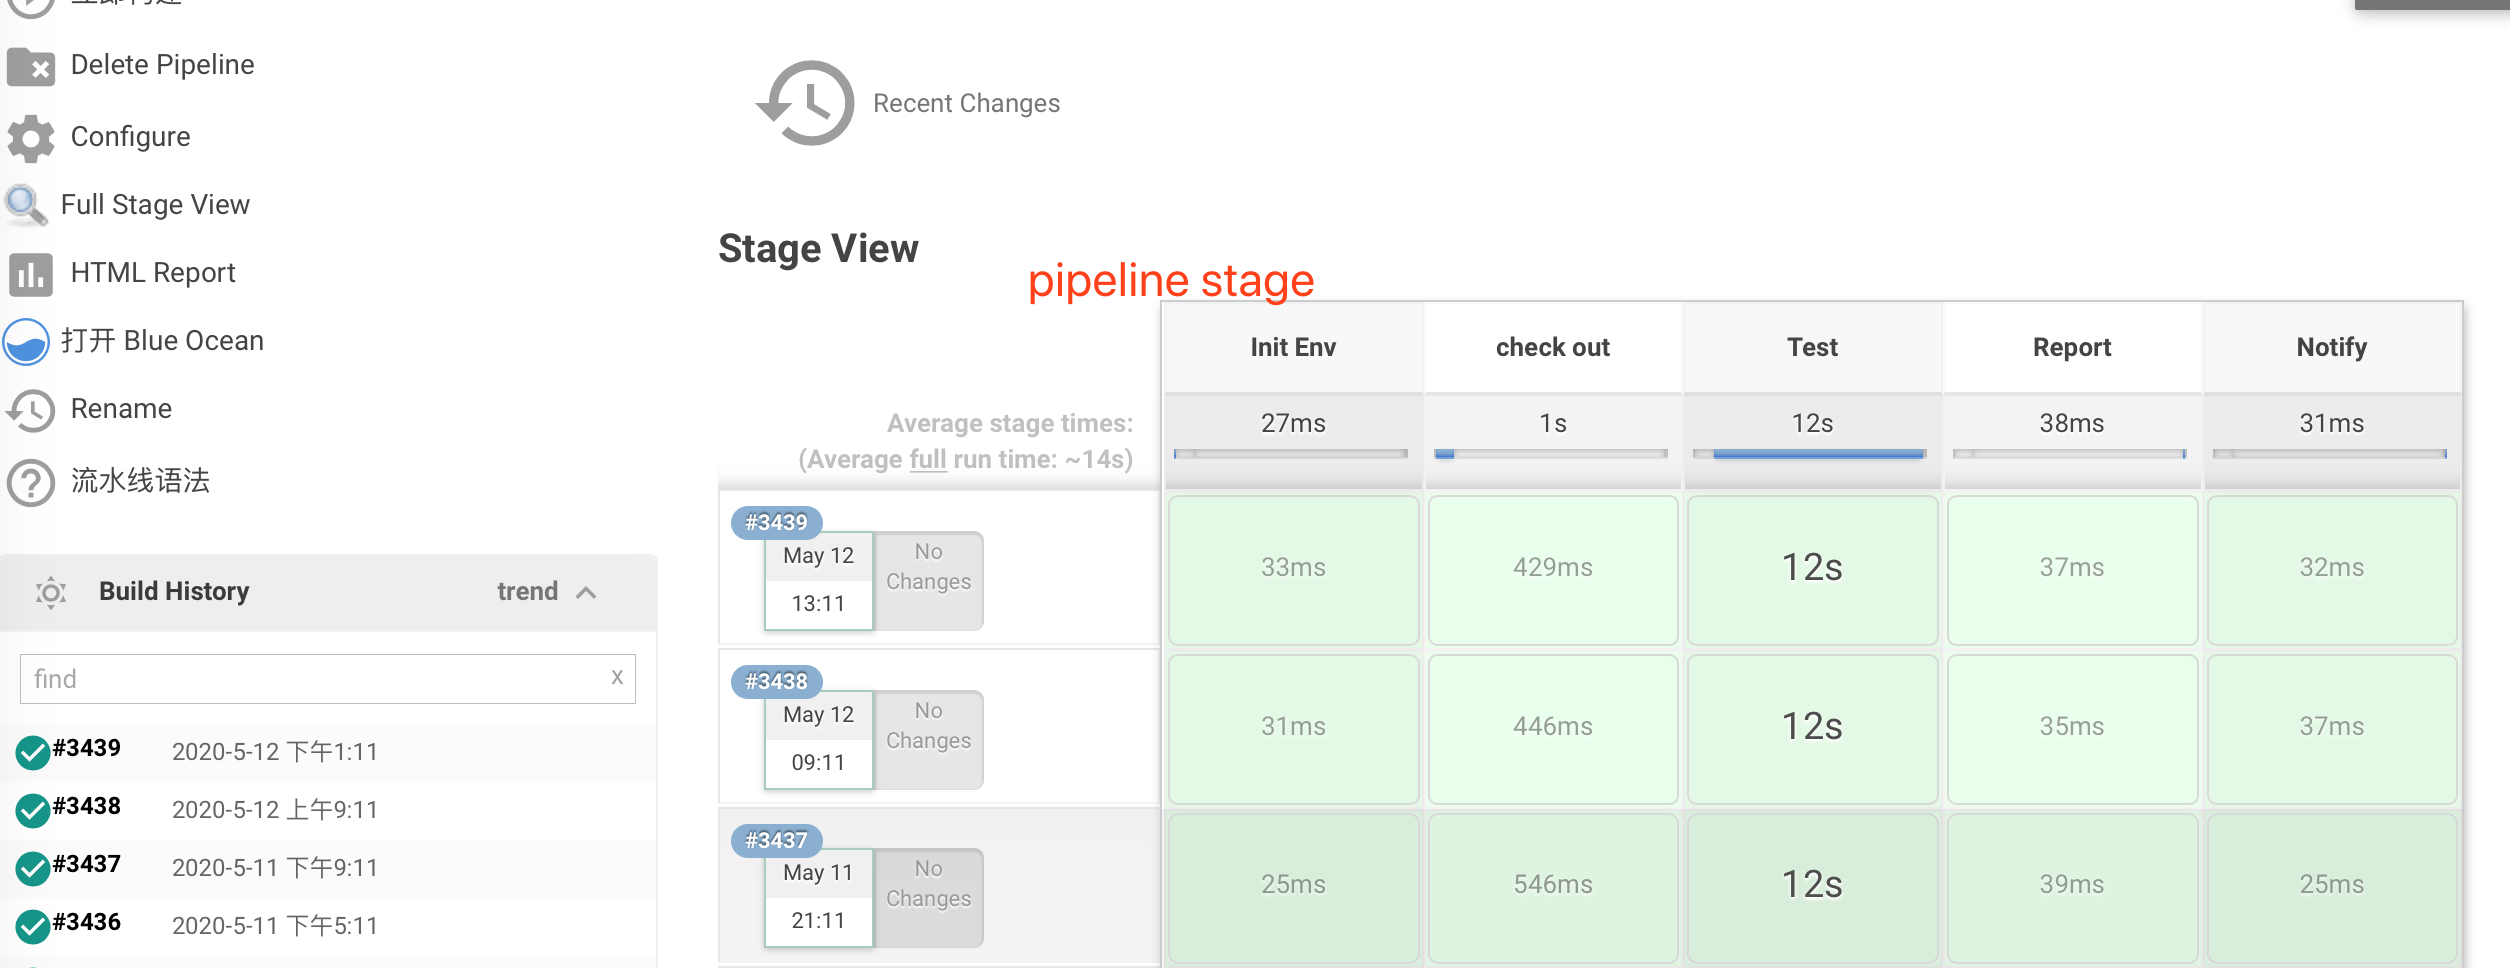 Delete Pipeline
Configure
Full Stage View
HTML Report
打开 Blue Ocean
Rename
流水线语法
Build History trend
find x
#3439 2020-5-12 下午1:11
#3438 2020-5-12 上午9:11
#3437 2020-5-11 下午9:11
#3436 2020-5-11 下午5:11
Recent Changes
Stage View
pipeline stage
Init Env check out Test Report Notify
Average stage times:
(Average full run time: ~14s)
27ms 1s 12s 38ms 31ms
#3439
May 12
13:11
No
Changes
33ms 429ms 12s 37ms 32ms
#3438
May 12
09:11
No
Changes
31ms 446ms 12s 35ms 37ms
#3437
May 11
21:11
No
Changes
25ms 546ms 12s 39ms 25ms